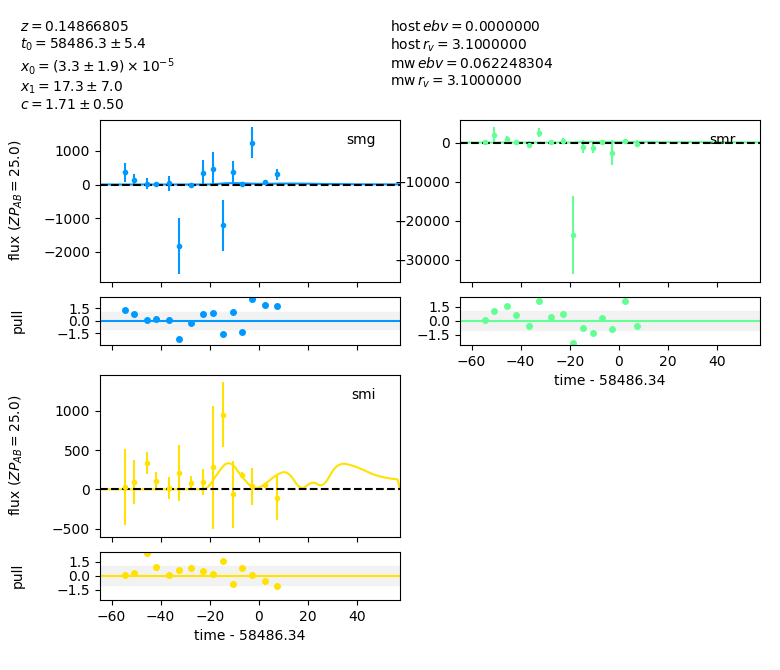 z = 0.14866805
t₀ = 58486.3 ± 5.4
x₀ = (3.3 ± 1.9) × 10⁻⁵
x₁ = 17.3 ± 7.0
c = 1.71 ± 0.50
host ebv = 0.0000000
host r_v = 3.1000000
mw ebv = 0.062248304
mw r_v = 3.1000000
smg
flux (ZP_AB = 25.0)
1000
0
−1000
−2000
pull
1.5
0.0
−1.5
smr
0
−10000
−20000
−30000
1.5
0.0
−1.5
−60 −40 −20 0 20 40
time - 58486.34
smi
flux (ZP_AB = 25.0)
1000
500
0
−500
pull
1.5
0.0
−1.5
−60 −40 −20 0 20 40
time - 58486.34